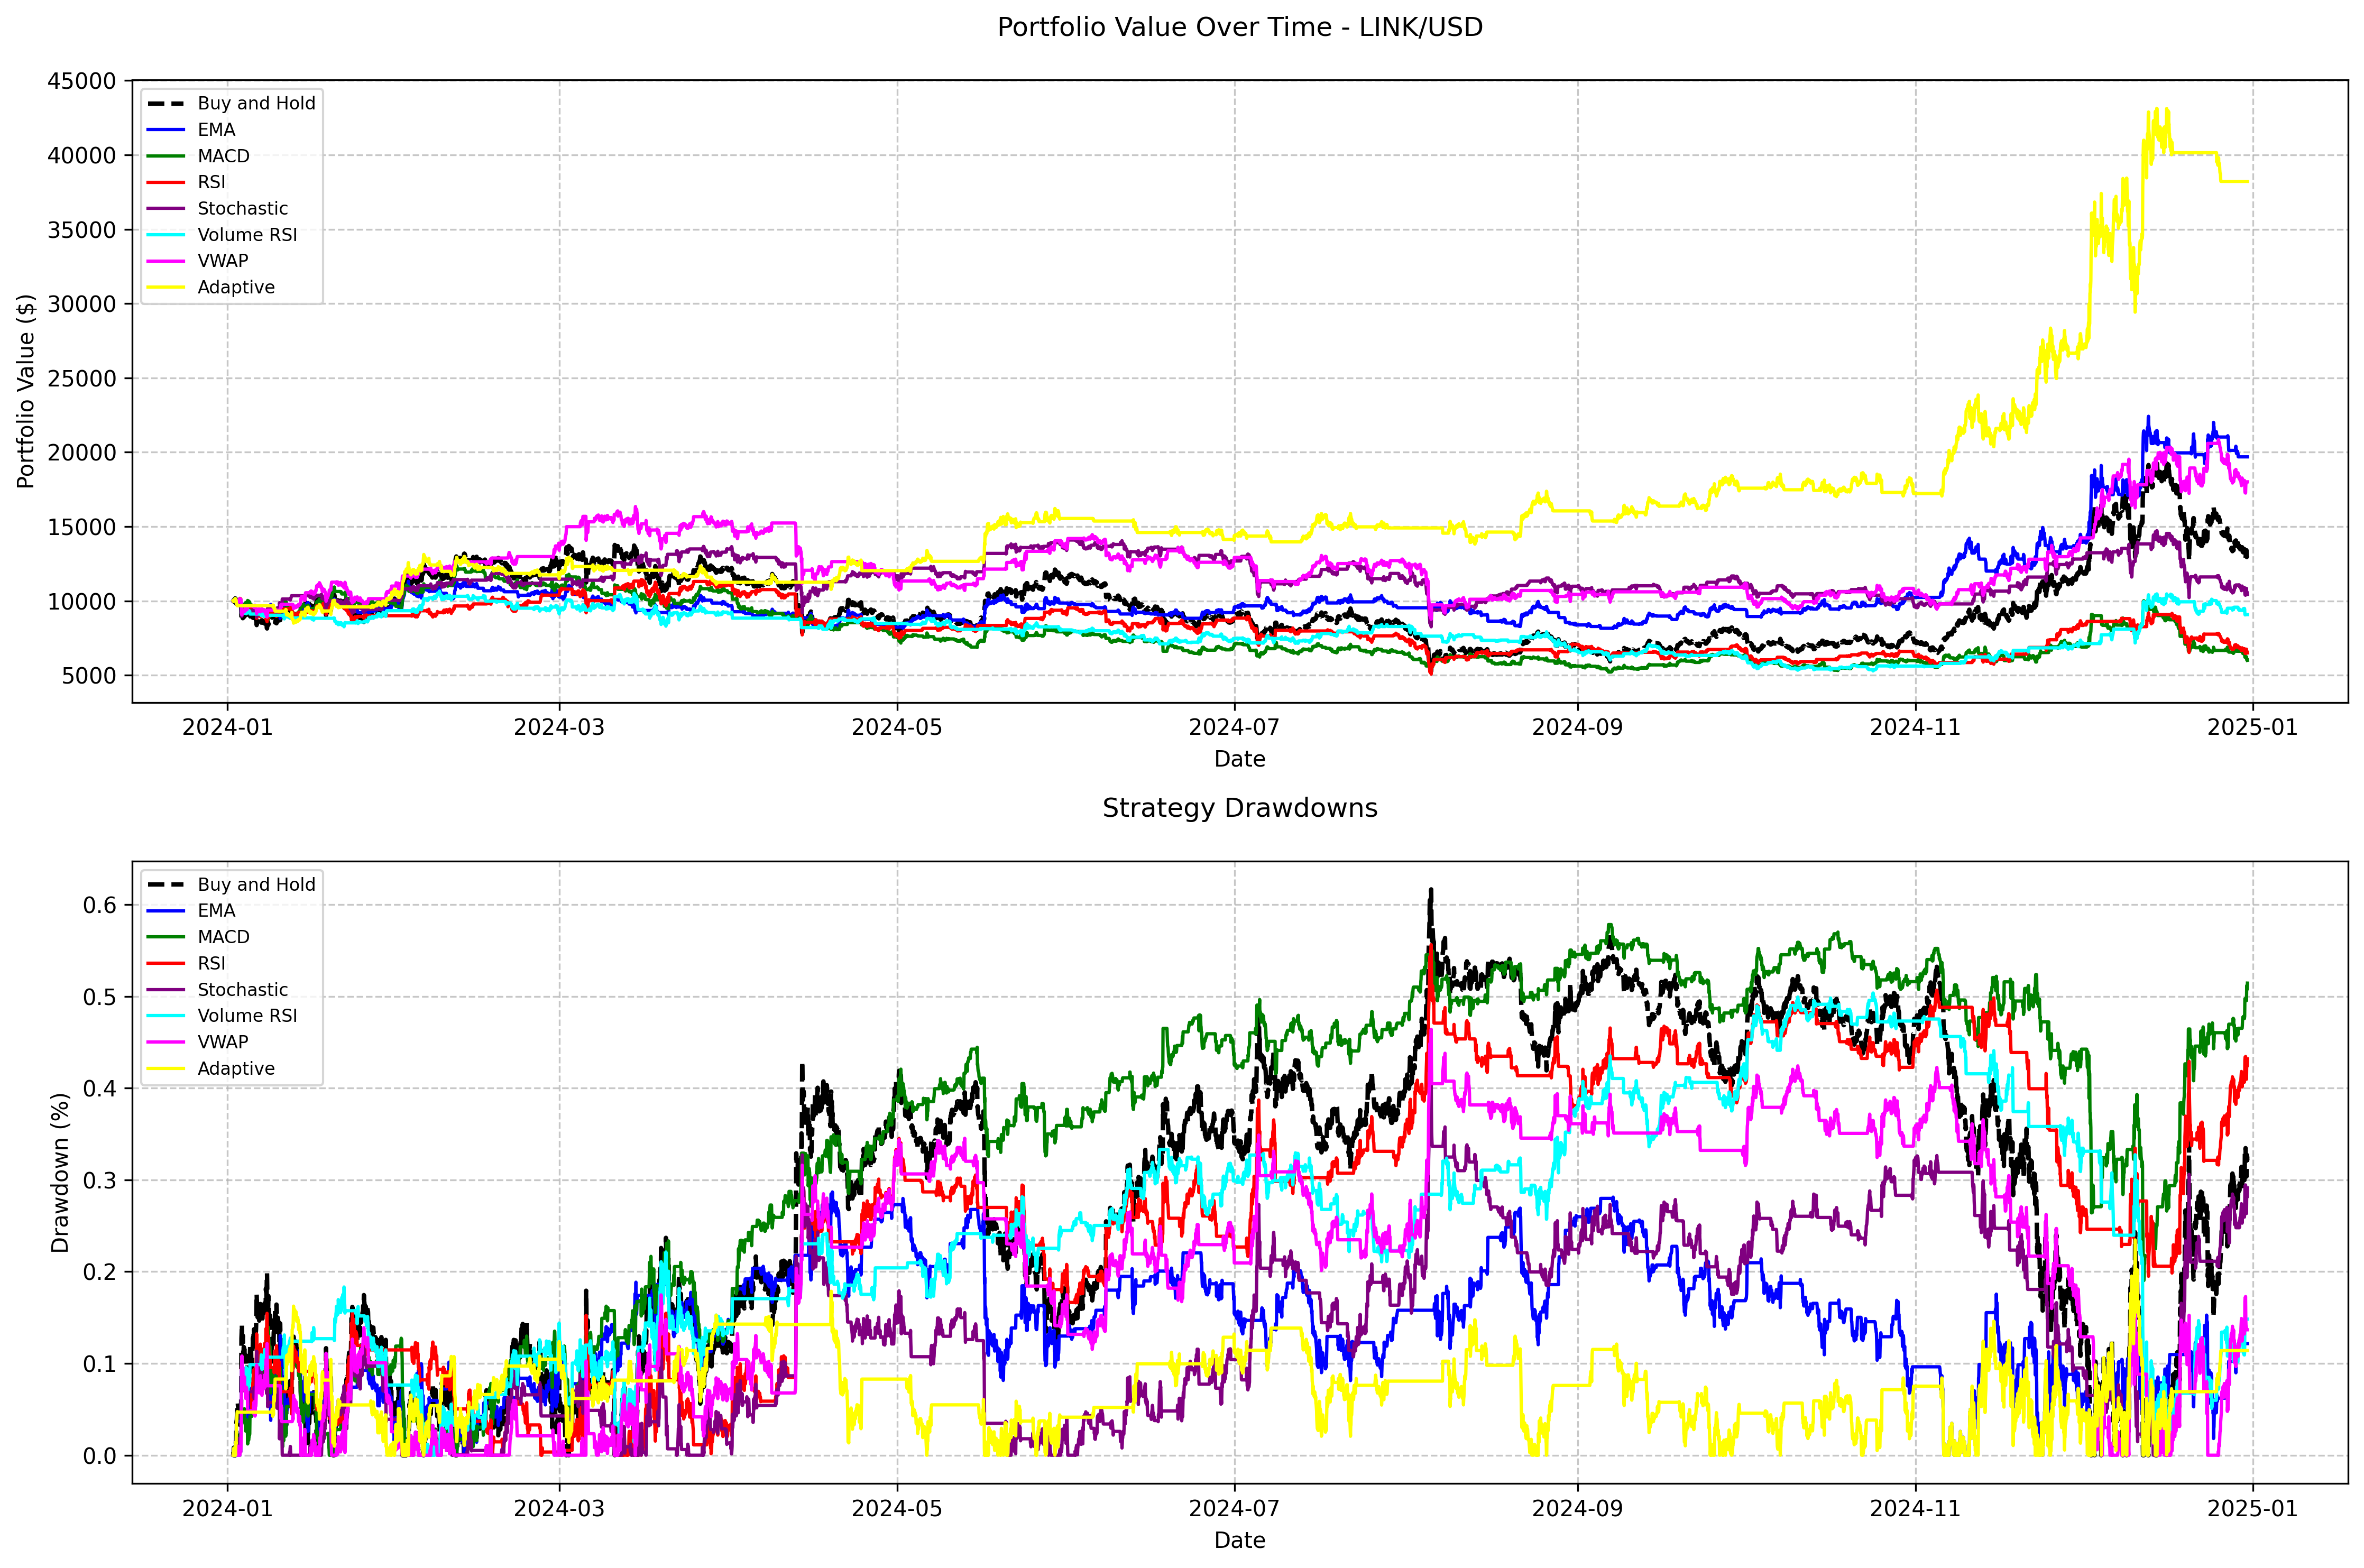 Portfolio Value Over Time - LINK/USD
Portfolio Value ($)
45000
40000
35000
30000
25000
20000
15000
10000
5000
Buy and Hold
EMA
MACD
RSI
Stochastic
Volume RSI
VWAP
Adaptive
2024-01
2024-03
2024-05
2024-07
2024-09
2024-11
2025-01
Date
Strategy Drawdowns
Drawdown (%)
0.6
0.5
0.4
0.3
0.2
0.1
0.0
Buy and Hold
EMA
MACD
RSI
Stochastic
Volume RSI
VWAP
Adaptive
2024-01
2024-03
2024-05
2024-07
2024-09
2024-11
2025-01
Date